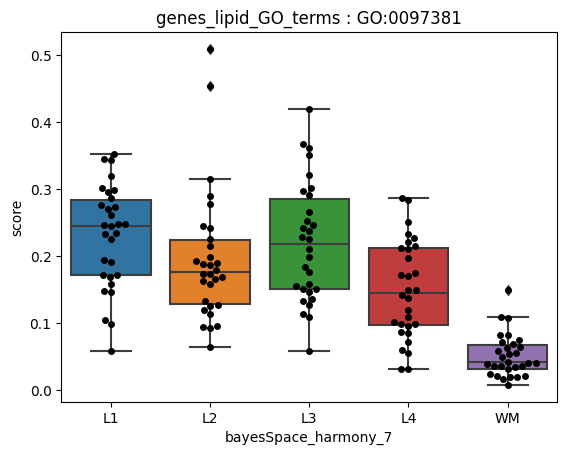 genes_lipid_GO_terms : GO:0097381
0.5
0.4
0.3
0.2
0.1
0.0
score
L1 L2 L3 L4 WM
bayesSpace_harmony_7